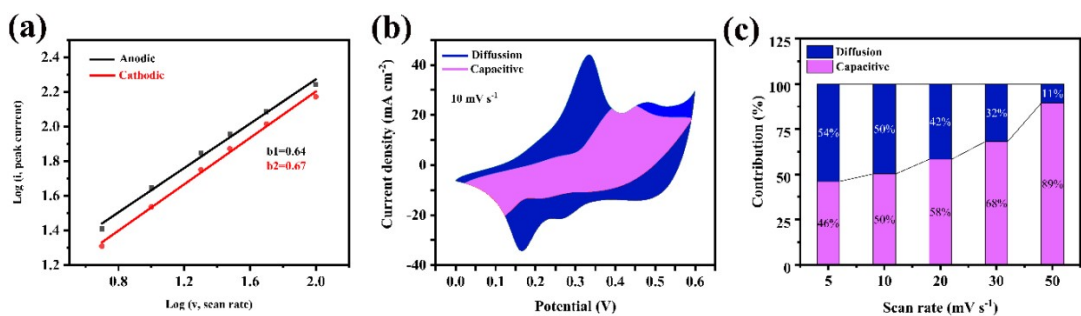 (a)
Anodic
Cathodic
b1=0.64
b2=0.67
Log (i, peak current)
2.4
2.2
2.0
1.8
1.6
1.4
1.2
0.8
1.2
1.6
2.0
Log (v, scan rate)
(b)
Diffussion
Capacitive
10 mV s⁻¹
Current density (mA cm⁻²)
40
20
0
-20
-40
0.0
0.1
0.2
0.3
0.4
0.5
0.6
Potential (V)
(c)
Diffusion
Capacitive
Contribution (%)
125
100
75
50
25
0
54%
50%
42%
32%
11%
46%
50%
58%
68%
89%
5
10
20
30
50
Scan rate (mV s⁻¹)